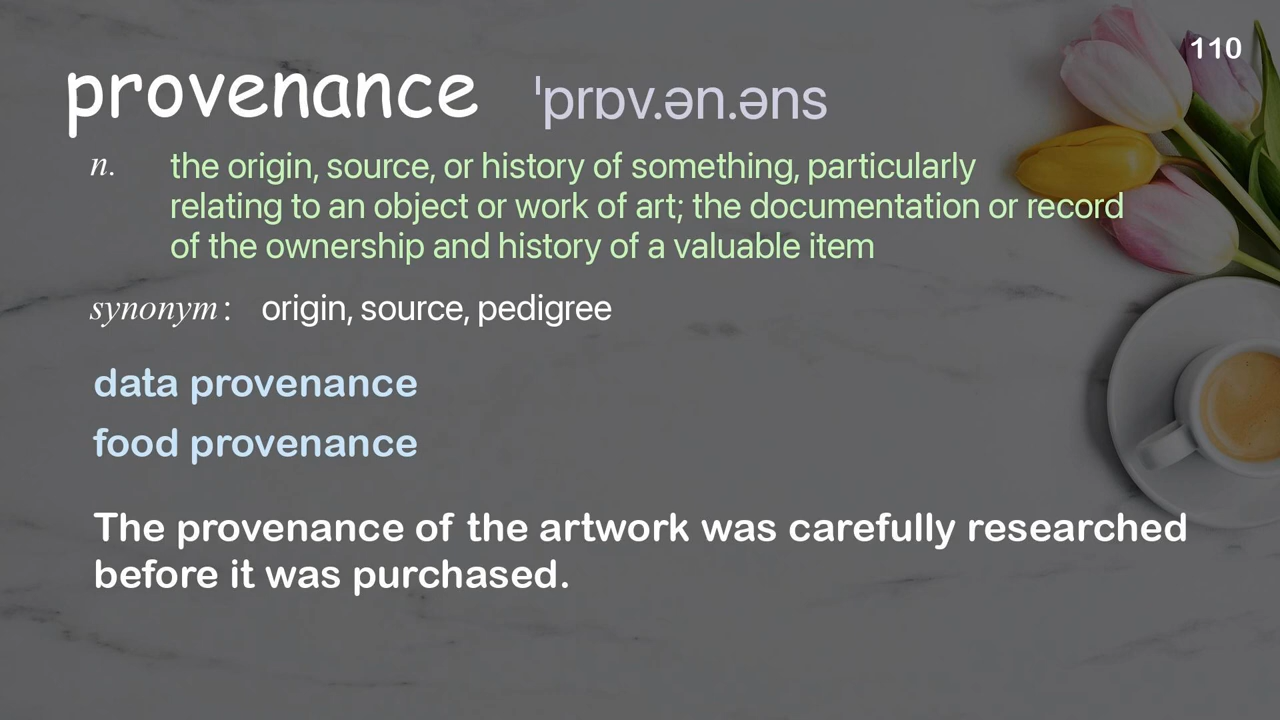 110
provenance ˈprɒv.ən.əns
n. the origin, source, or history of something, particularly
relating to an object or work of art; the documentation or record
of the ownership and history of a valuable item
synonym: origin, source, pedigree
data provenance
food provenance
The provenance of the artwork was carefully researched
before it was purchased.